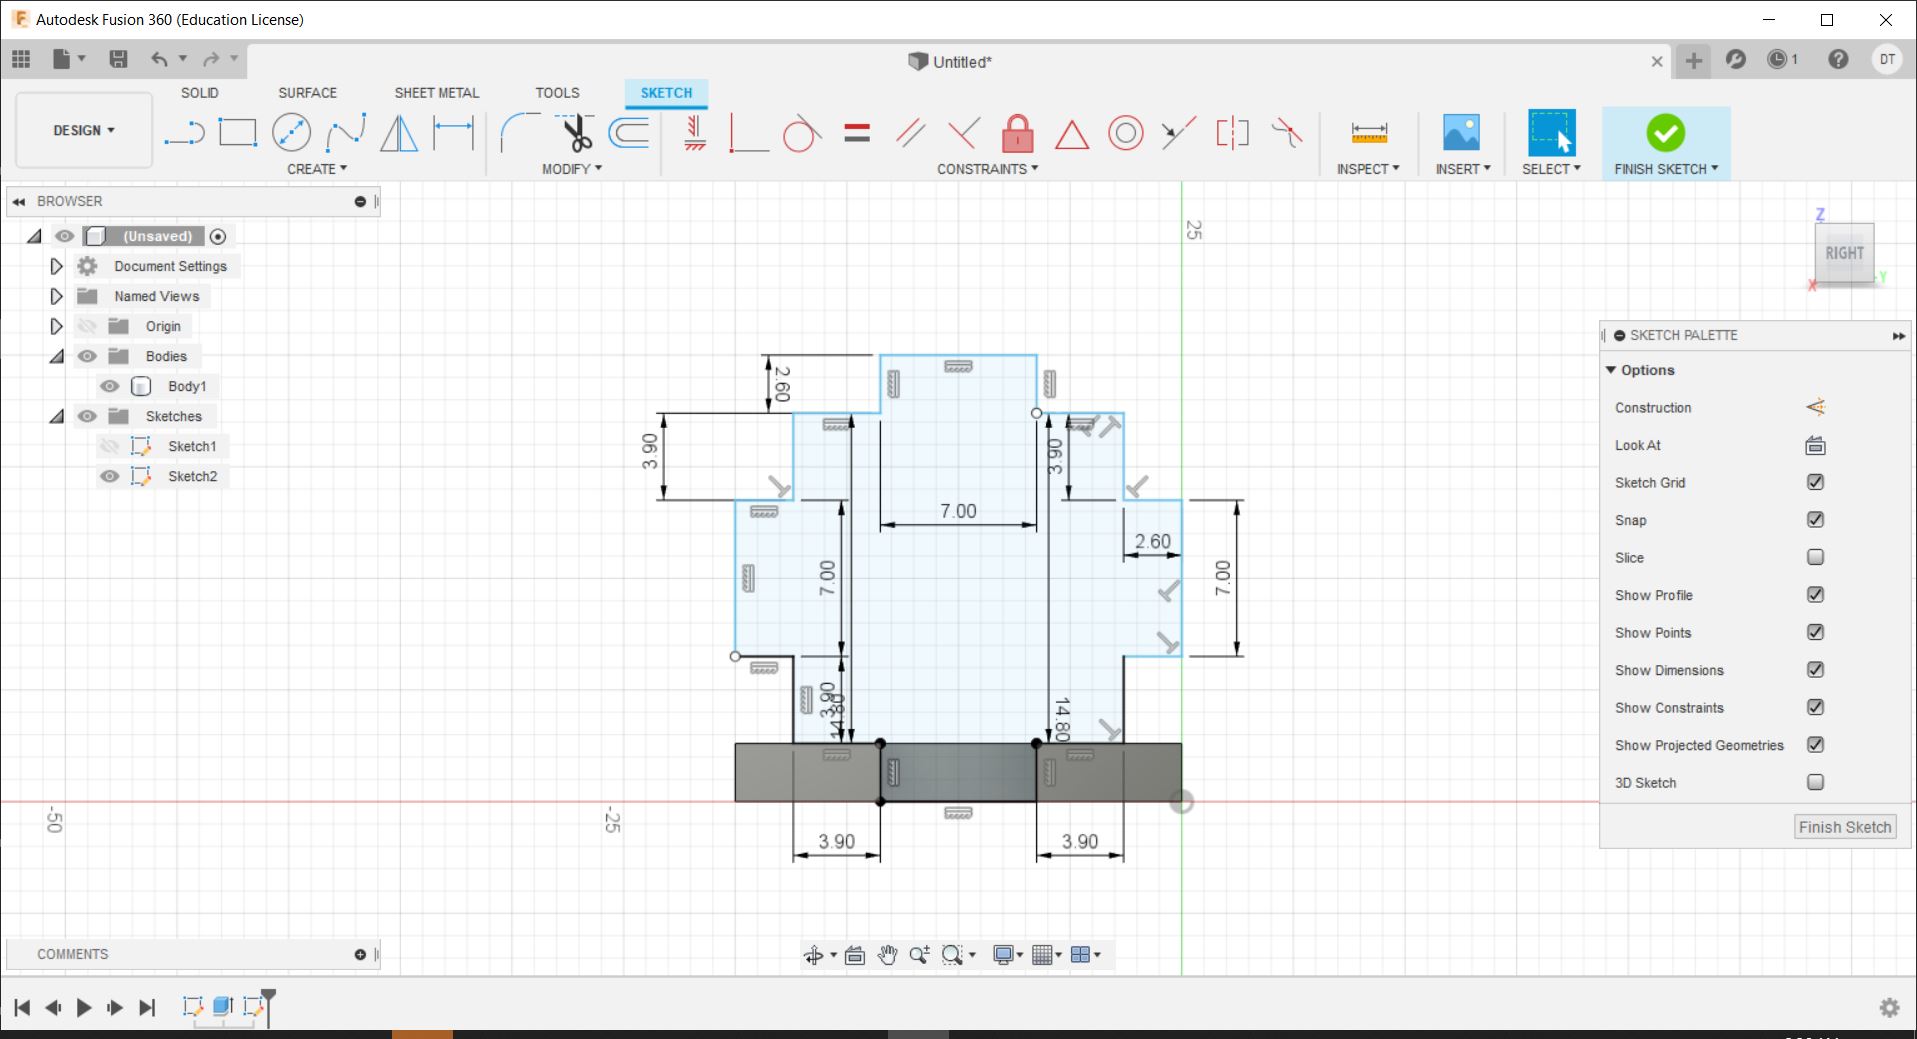 Autodesk Fusion 360 (Education License)
Untitled*
1
DT
SOLID
SURFACE
SHEET METAL
TOOLS
SKETCH
DESIGN
CREATE
MODIFY
CONSTRAINTS
INSPECT
INSERT
SELECT
FINISH SKETCH
BROWSER
(Unsaved)
Document Settings
Named Views
Origin
Bodies
Body1
Sketches
Sketch1
Sketch2
25
Z
RIGHT
X
Y
2.60
3.90
3.90
7.00
2.60
7.00
7.00
3.90
14.80
14.80
-50
-25
3.90
3.90
SKETCH PALETTE
Options
Construction
Look At
Sketch Grid
Snap
Slice
Show Profile
Show Points
Show Dimensions
Show Constraints
Show Projected Geometries
3D Sketch
Finish Sketch
COMMENTS